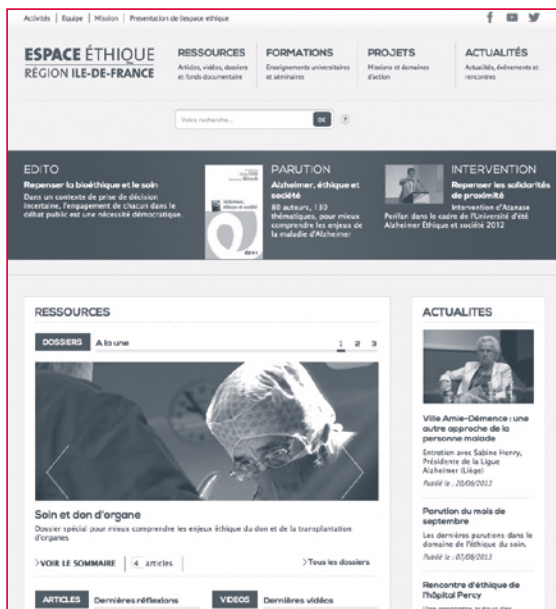 Activités | Equipe | Mission | Presentation de l'espace ethique
ESPACE ÉTHIQUE
RÉGION ILE-DE-FRANCE
RESSOURCES
Articles, vidéos, dossiers
et fonds documentaire
FORMATIONS
Enseignements universitaires
et séminaires
PROJETS
Missions et domaines
d'action
ACTUALITÉS
Actualités, événements et
rencontres
Votre recherche...
OK
?
EDITO
Repenser la bioéthique et le soin
Dans un contexte de prise de décision
incertaine, l'engagement de chacun dans le
débat public est une nécessité démocratique.
Alzheimer,
éthique et société
PARUTION
Alzheimer, éthique et
société
80 auteurs, 130
thématiques, pour mieux
comprendre les enjeux de
la maladie d'Alzheimer
INTERVENTION
Repenser les solidarités
de proximité
Intervention d'Atanase
Perifan dans le cadre de l'Université d'été
Alzheimer Éthique et société 2012
RESSOURCES
DOSSIERS A la une 1 2 3
Soin et don d'organe
Dossier spécial pour mieux comprendre les enjeux éthique du don et de la transplantation
d'organes
>VOIR LE SOMMAIRE | 4 articles >Tous les dossiers
ARTICLES Dernières réflexions
VIDEOS Dernières vidéos
ACTUALITES
Ville Amie-Démence : une
autre approche de la
personne malade
Entretien avec Sabine Henry,
Présidente de la Ligue
Alzheimer (Liège)
Publié le : 20/06/2013
Parution du mois de
septembre
Les dernières parutions dans le
domaine de l'éthique du soin.
Publié le : 07/08/2013
Rencontre d'éthique de
l'hôpital Percy